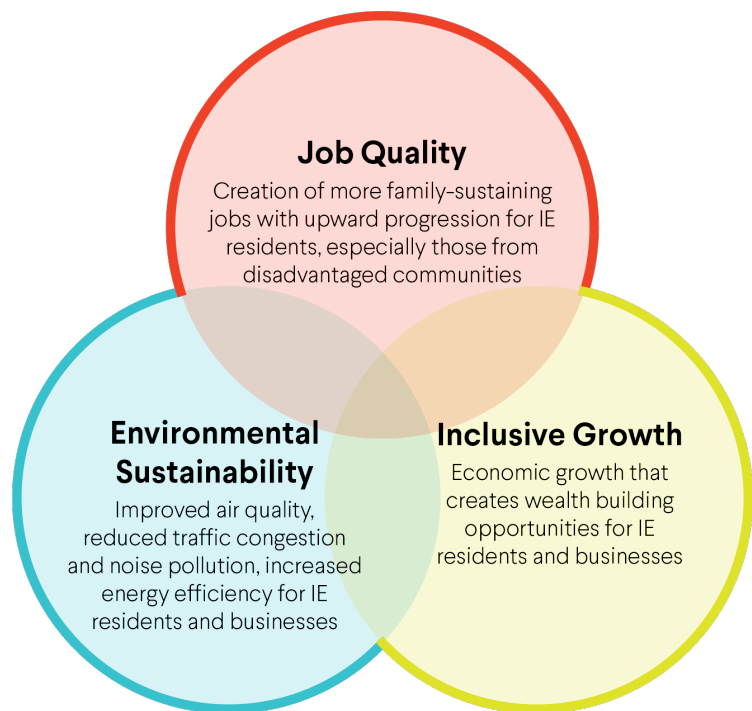 Job Quality
Creation of more family-sustaining
jobs with upward progression for IE
residents, especially those from
disadvantaged communities
Environmental
Sustainability
Improved air quality,
reduced traffic congestion
and noise pollution, increased
energy efficiency for IE
residents and businesses
Inclusive Growth
Economic growth that
creates wealth building
opportunities for IE
residents and businesses